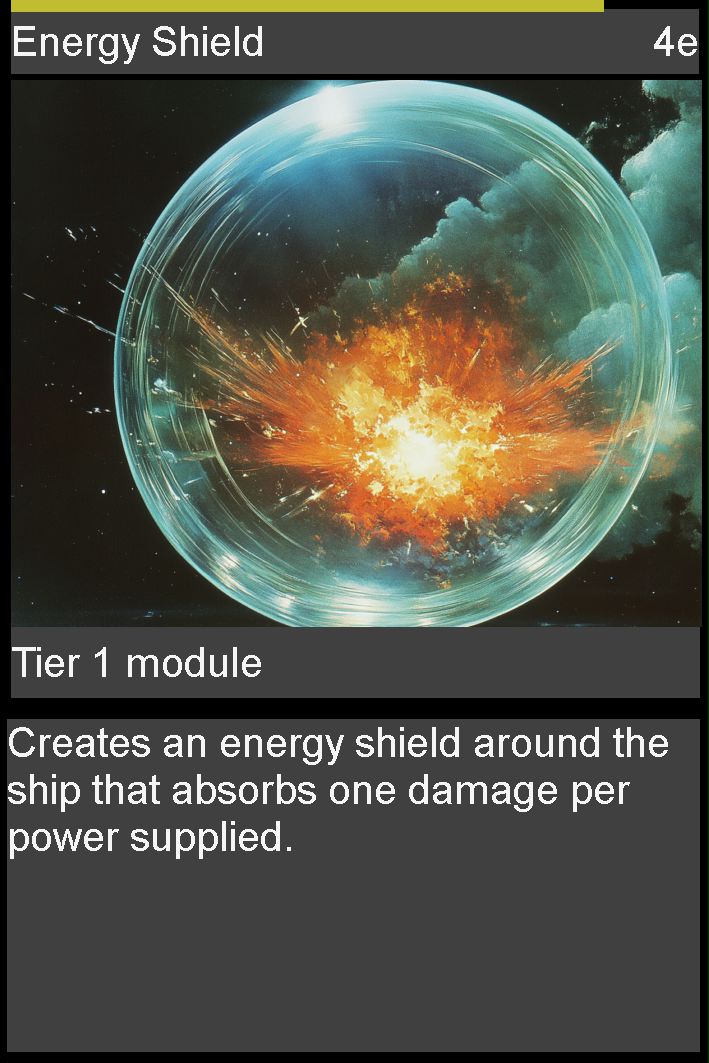 Energy Shield
4e
Tier 1 module
Creates an energy shield around the
ship that absorbs one damage per
power supplied.